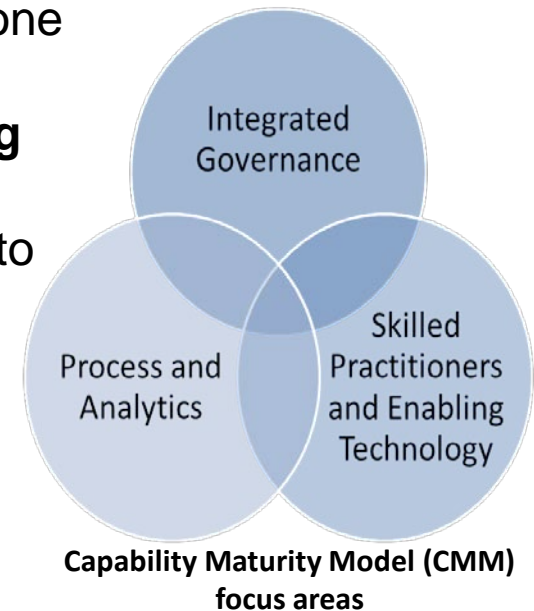 one
g
to
Integrated
Governance
Process and
Analytics
Skilled
Practitioners
and Enabling
Technology
Capability Maturity Model (CMM)
focus areas